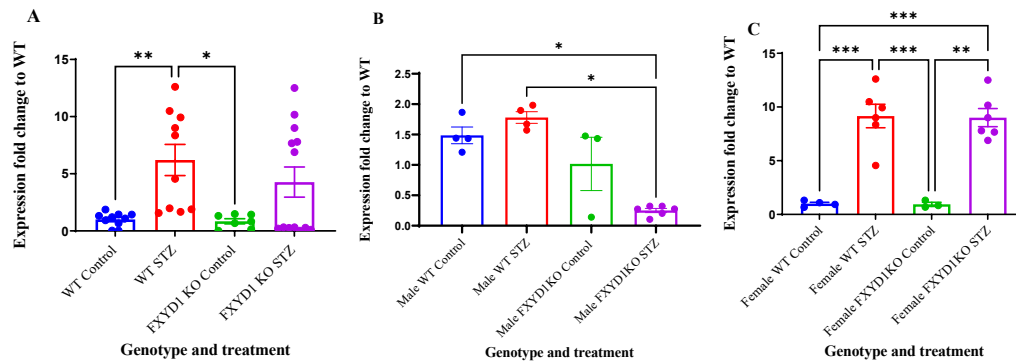 A
Expression fold change to WT
15
10
5
0
**
*
WT Control
WT STZ
FXYD1 KO Control
FXYD1 KO STZ
Genotype and treatment
B
Expression fold change to WT
2.5
2.0
1.5
1.0
0.5
0.0
*
*
Male WT Control
Male WT STZ
Male FXYD1KO Control
Male FXYD1KO STZ
Genotype and treatment
C
Expression fold change to WT
15
10
5
0
***
***
***
**
Female WT Control
Female WT STZ
Female FXYD1KO Control
Female FXYD1KO STZ
Genotype and treatment